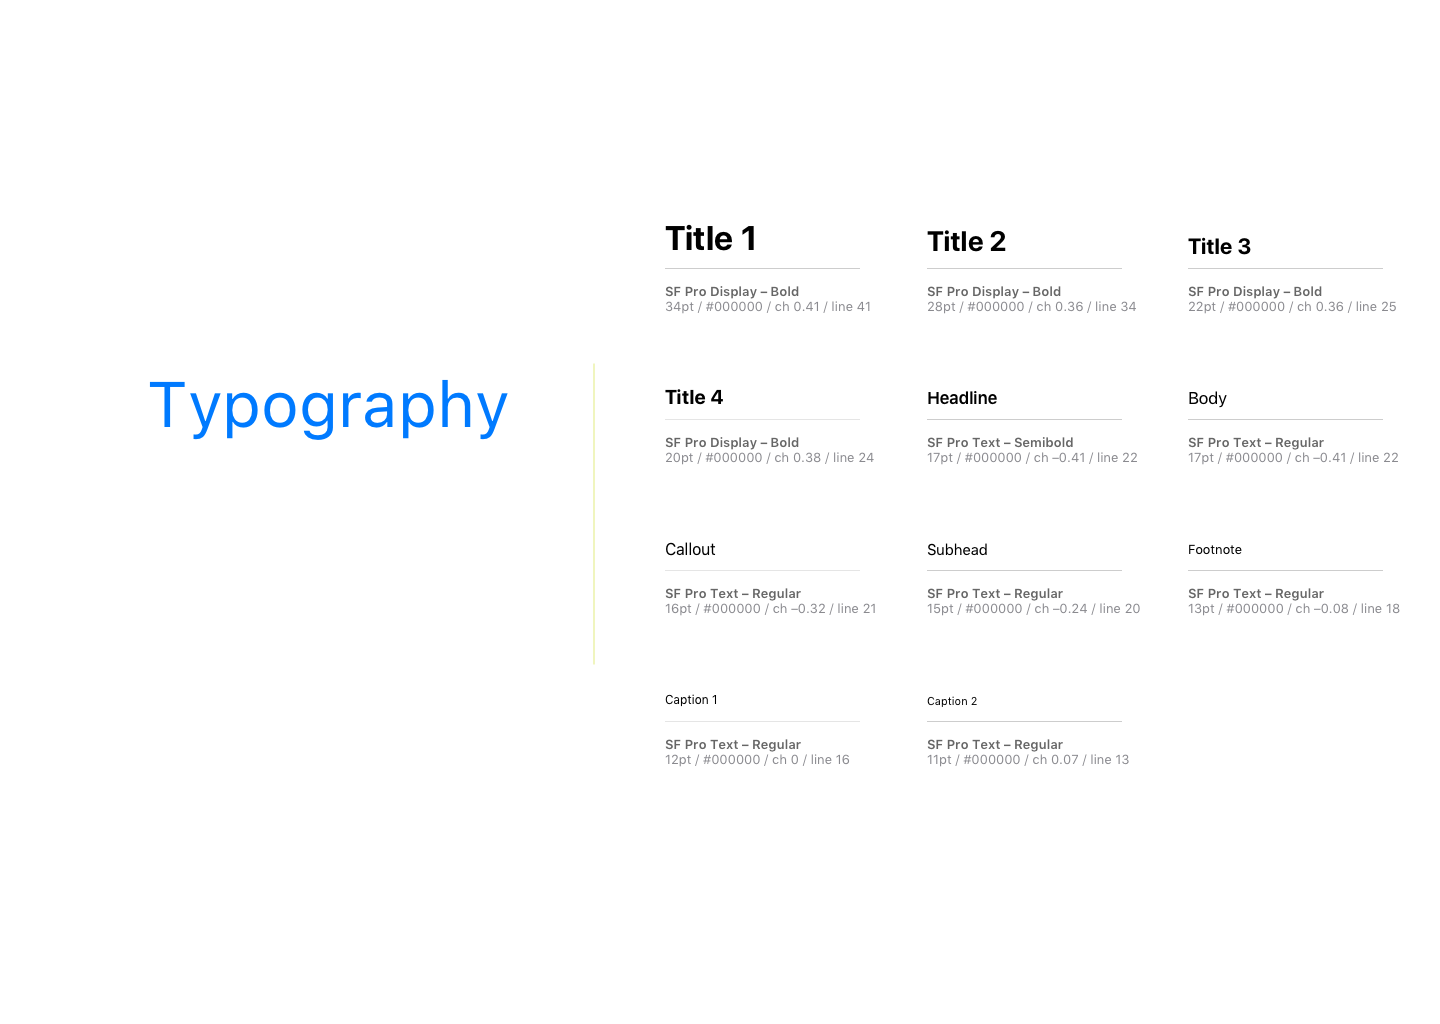 Typography
Title 1
SF Pro Display – Bold
34pt / #000000 / ch 0.41 / line 41
Title 2
SF Pro Display – Bold
28pt / #000000 / ch 0.36 / line 34
Title 3
SF Pro Display – Bold
22pt / #000000 / ch 0.36 / line 25
Title 4
SF Pro Display – Bold
20pt / #000000 / ch 0.38 / line 24
Headline
SF Pro Text – Semibold
17pt / #000000 / ch –0.41 / line 22
Body
SF Pro Text – Regular
17pt / #000000 / ch –0.41 / line 22
Callout
SF Pro Text – Regular
16pt / #000000 / ch –0.32 / line 21
Subhead
SF Pro Text – Regular
15pt / #000000 / ch –0.24 / line 20
Footnote
SF Pro Text – Regular
13pt / #000000 / ch –0.08 / line 18
Caption 1
SF Pro Text – Regular
12pt / #000000 / ch 0 / line 16
Caption 2
SF Pro Text – Regular
11pt / #000000 / ch 0.07 / line 13